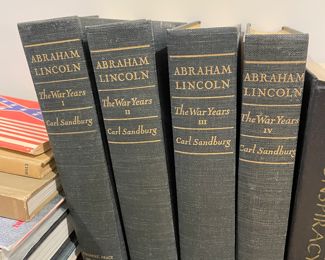 ABRAHAM
LINCOLN
The War Years
I
Carl Sandburg
ABRAHAM
LINCOLN
The War Years
II
Carl Sandburg
ABRAHAM
LINCOLN
The War Years
III
Carl Sandburg
ABRAHAM
LINCOLN
The War Years
IV
Carl Sandburg